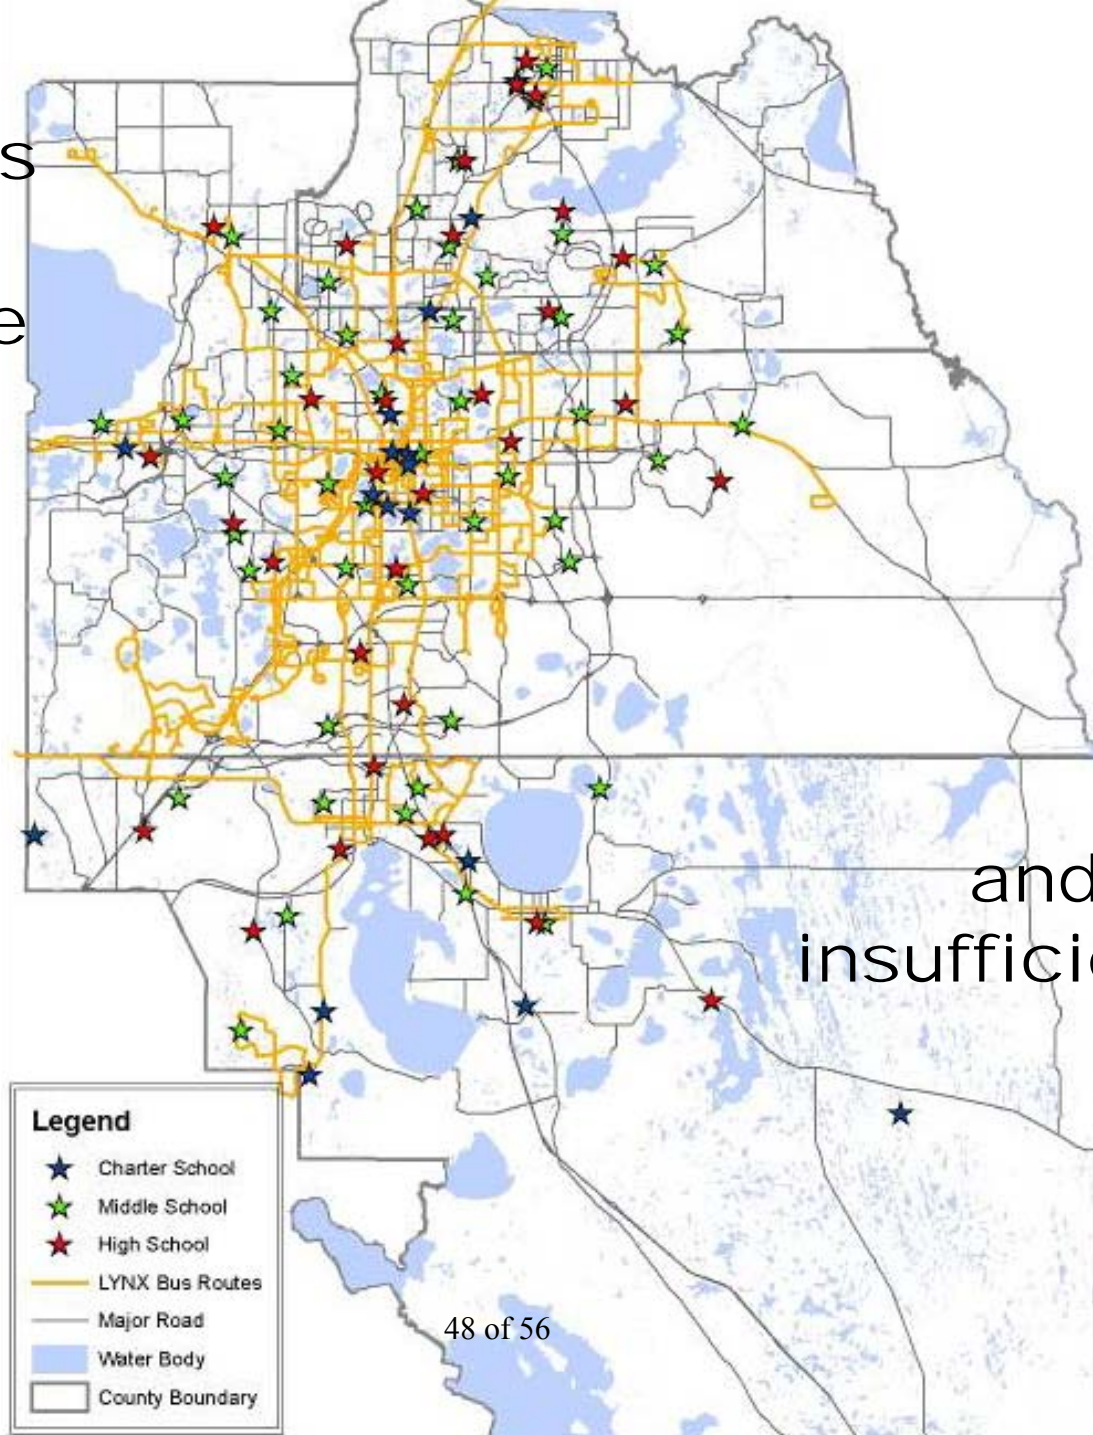 s
e
and
insuffici
Legend
Charter School
Middle School
High School
LYNX Bus Routes
Major Road
Water Body
County Boundary
48 of 56